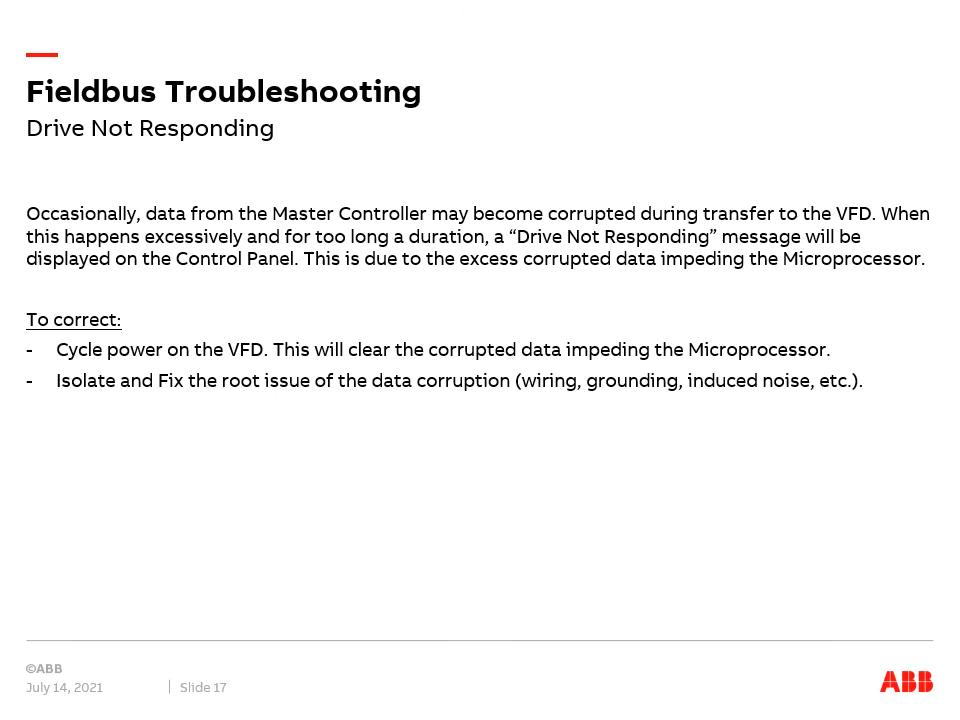 Fieldbus Troubleshooting
Drive Not Responding
Occasionally, data from the Master Controller may become corrupted during transfer to the VFD. When
this happens excessively and for too long a duration, a “Drive Not Responding” message will be
displayed on the Control Panel. This is due to the excess corrupted data impeding the Microprocessor.
To correct:
- Cycle power on the VFD. This will clear the corrupted data impeding the Microprocessor.
- Isolate and Fix the root issue of the data corruption (wiring, grounding, induced noise, etc.).
©ABB
July 14, 2021 | Slide 17
ABB